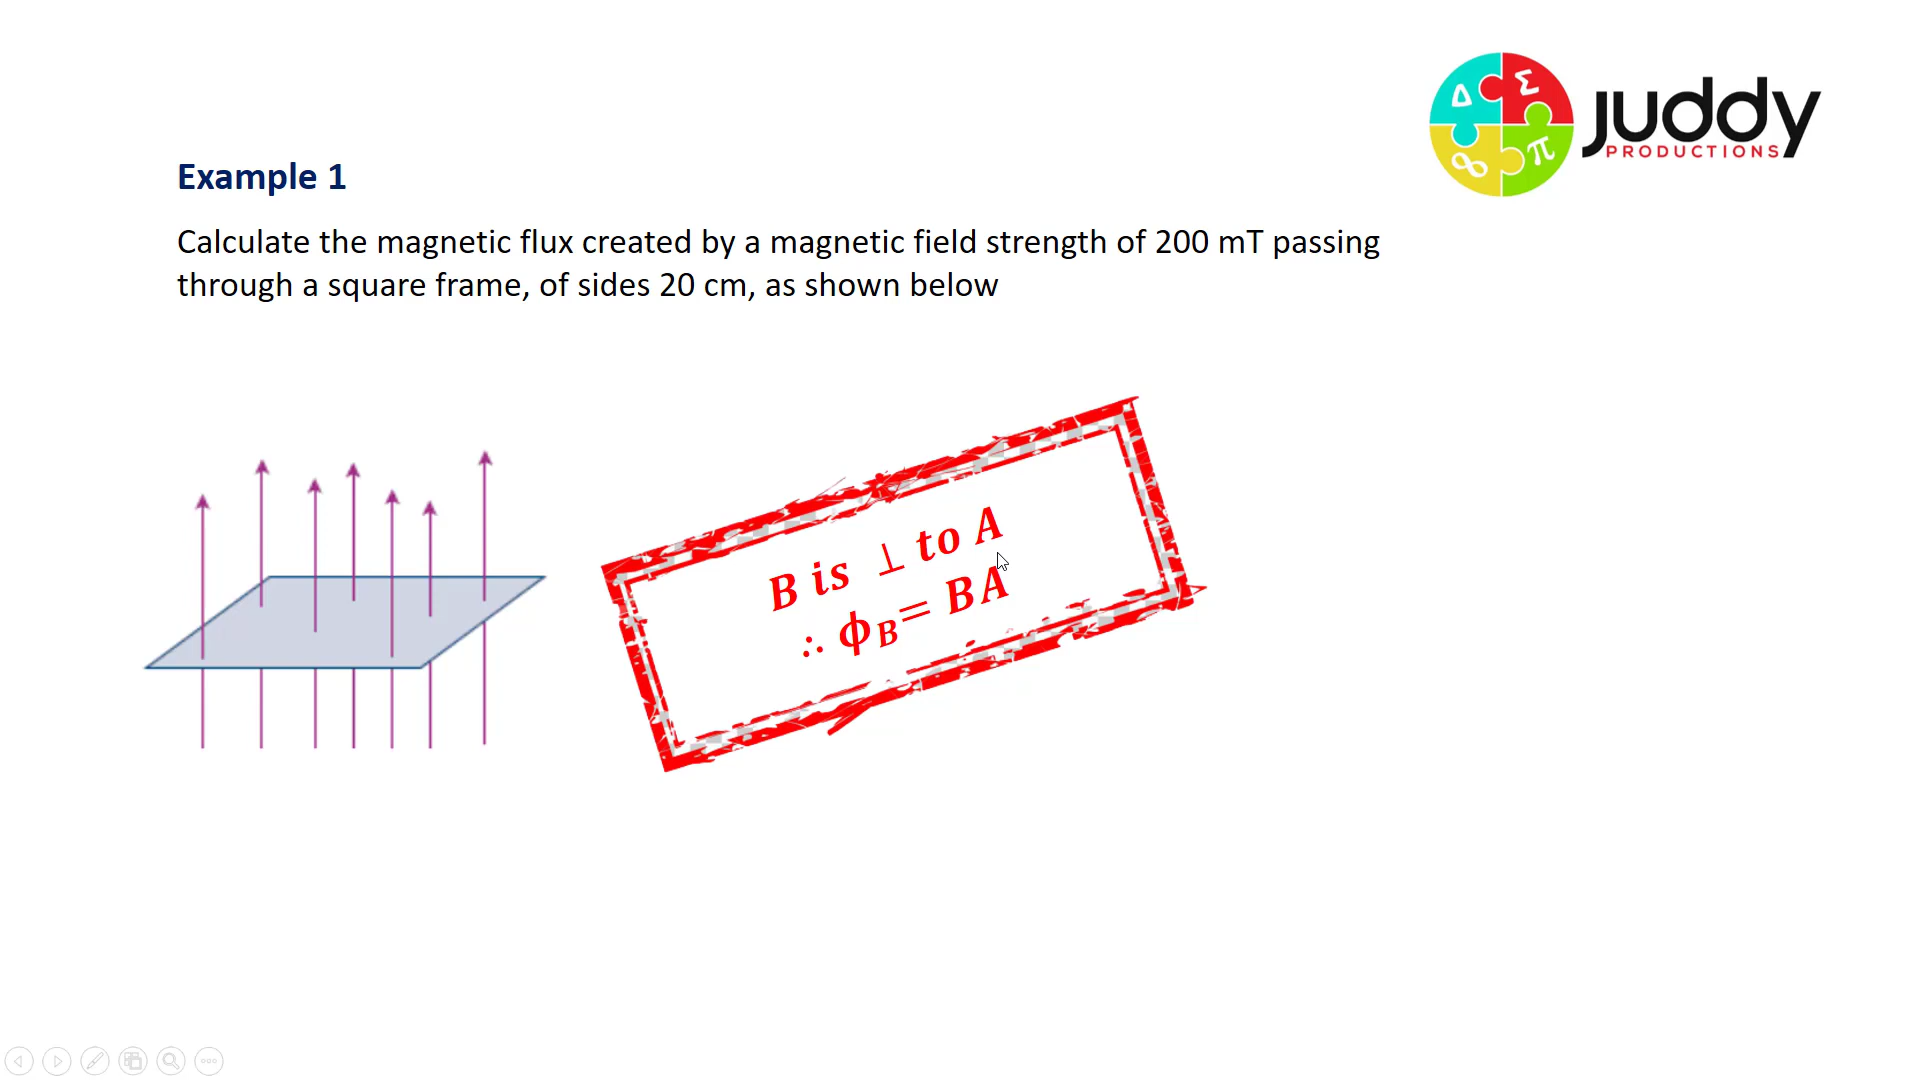 Δ Σ
∞ π
juddy
PRODUCTIONS
Example 1
Calculate the magnetic flux created by a magnetic field strength of 200 mT passing
through a square frame, of sides 20 cm, as shown below
B is ⊥ to A
∴ ϕ_B = BA